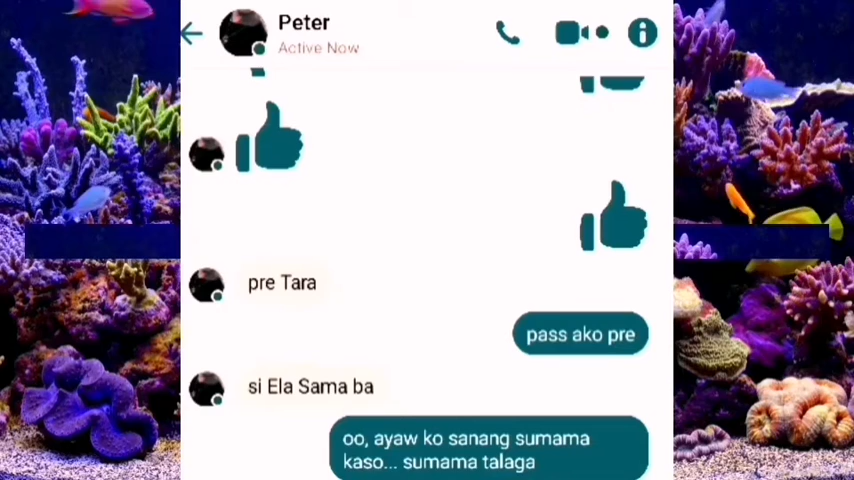 Peter
Active Now
pre Tara
pass ako pre
si Ela Sama ba
oo, ayaw ko sanang sumama
kaso... sumama talaga